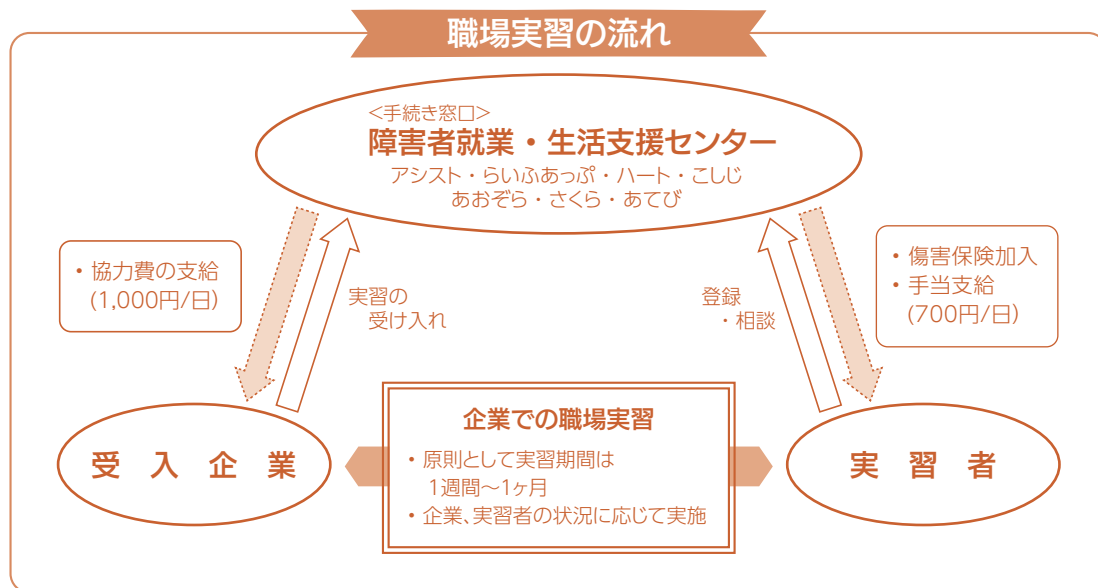 職場実習の流れ
<手続き窓口>
障害者就業・生活支援センター
アシスト・らいふあっぷ・ハート・こしじ
あおぞら・さくら・あてび
・協力費の支給
(1,000円/日)
実習の
受け入れ
登録
・相談
・傷害保険加入
・手当支給
(700円/日)
受入企業
企業での職場実習
・原則として実習期間は
1週間～1ヶ月
・企業、実習者の状況に応じて実施
実習者